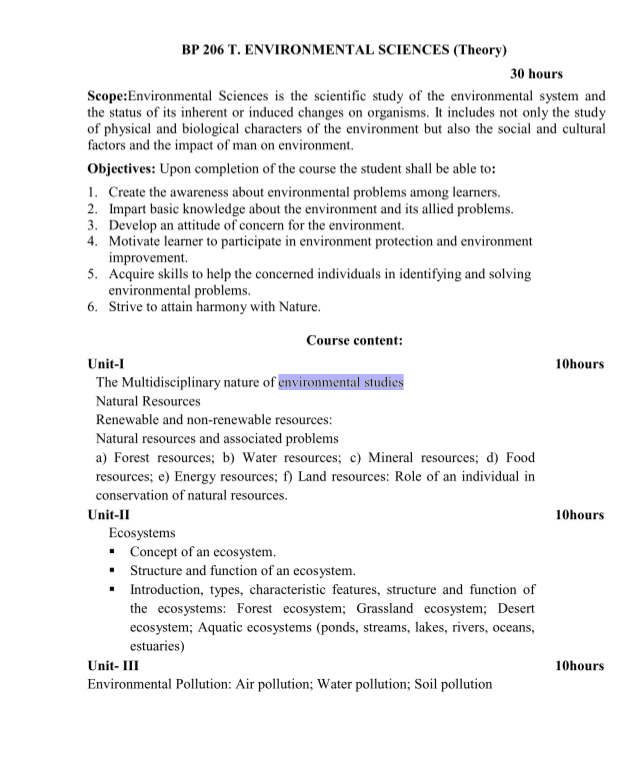 BP 206 T. ENVIRONMENTAL SCIENCES (Theory)
30 hours
Scope:Environmental Sciences is the scientific study of the environmental system and
the status of its inherent or induced changes on organisms. It includes not only the study
of physical and biological characters of the environment but also the social and cultural
factors and the impact of man on environment.
Objectives: Upon completion of the course the student shall be able to:
1. Create the awareness about environmental problems among learners.
2. Impart basic knowledge about the environment and its allied problems.
3. Develop an attitude of concern for the environment.
4. Motivate learner to participate in environment protection and environment
improvement.
5. Acquire skills to help the concerned individuals in identifying and solving
environmental problems.
6. Strive to attain harmony with Nature.
Course content:
Unit-I 10hours
The Multidisciplinary nature of environmental studies
Natural Resources
Renewable and non-renewable resources:
Natural resources and associated problems
a) Forest resources; b) Water resources; c) Mineral resources; d) Food
resources; e) Energy resources; f) Land resources: Role of an individual in
conservation of natural resources.
Unit-II 10hours
Ecosystems
▪ Concept of an ecosystem.
▪ Structure and function of an ecosystem.
▪ Introduction, types, characteristic features, structure and function of
the ecosystems: Forest ecosystem; Grassland ecosystem; Desert
ecosystem; Aquatic ecosystems (ponds, streams, lakes, rivers, oceans,
estuaries)
Unit- III 10hours
Environmental Pollution: Air pollution; Water pollution; Soil pollution